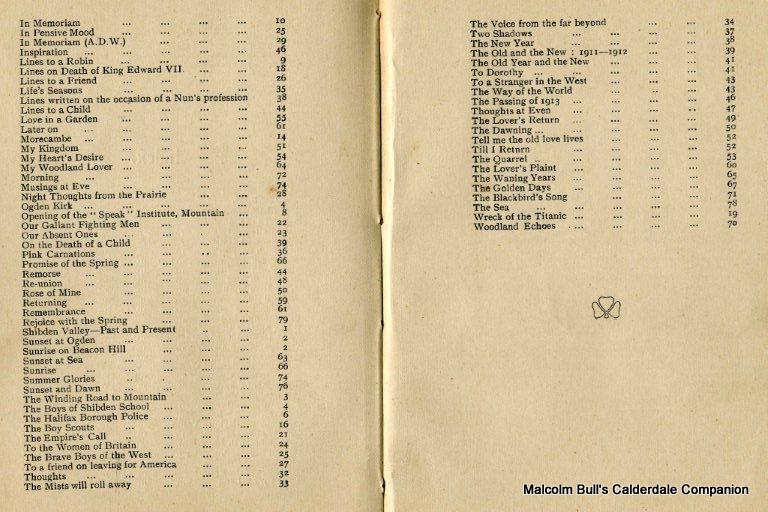 In Memoriam ... ... ... ... 10
In Pensive Mood ... ... ... 25
In Memoriam (A.D.W.) ... ... ... 29
Inspiration ... ... ... ... 46
Lines to a Robin ... ... ... 9
Lines on Death of King Edward VII. ... ... ... 18
Lines to a Friend ... ... ... ... 26
Life's Seasons ... ... ... ... 35
Lines written on the occasion of a Nun's profession ... 38
Lines to a Child ... ... ... ... 44
Love in a Garden ... ... ... 55
Later on ... ... ... ... 61
Morecambe ... ... ... ... 14
My Kingdom ... ... ... ... 51
My Heart's Desire ... ... ... ... 54
My Woodland Lover ... ... ... ... 64
Morning ... ... ... ... 72
Musings at Eve ... ... ... ... 74
Night Thoughts from the Prairie ... ... 28
Ogden Kirk ... ... ... ... 4
Opening of the "Speak" Institute, Mountain ... ... 8
Our Gallant Fighting Men ... ... ... 22
Our Absent Ones ... ... ... 23
On the Death of a Child ... ... ... 39
Pink Carnations ... ... .. ... 36
Promise of the Spring ... ... ... ... 66
Remorse ... ... ... ... 44
Re-union ... ... ... ... 48
Rose of Mine ... ... ... ... 50
Returning ... ... ... ... 59
Remembrance ... ... ... ... 61
Rejoice with the Spring ... ... ... 79
Shibden Valley—Past and Present .. ... 1
Sunset at Ogden ... ... ... ... 2
Sunrise on Beacon Hill ... ... ... 2
Sunset at Sea ... ... ... ... 63
Sunrise ... ... ... ... 66
Summer Glories .. . ... ... 74
Sunset and Dawn ... ... ... ... 76
The Winding Road to Mountain ... ... 3
The Boys of Shibden School ... ... ... 4
The Halifax Borough Police ... ... ... 6
The Boy Scouts ... ... ... ... 16
The Empire's Call .. ... ... ... 21
To the Women of Britain ... ... ... 24
The Brave Boys of the West ... ... ... 25
To a friend on leaving for America ... ... 27
Thoughts ... ... ... ... 32
The Mists will roll away ... ... ... 33
The Voice from the far beyond ... ... ... 34
Two Shadows ... ... ... ... 37
The New Year ... ... ... ... 38
The Old and the New : 1911—1912 ... ... 39
The Old Year and the New ... ... ... 41
To Dorothy ... ... ... ... 41
To a Stranger in the West ... ... ... 43
The Way of the World ... ... ... 43
The Passing of 1913 ... ... ... ... 46
Thoughts at Even ... ... ... .. 47
The Lover's Return ... ... ... ... 49
The Dawning ... ... ... ... 50
Tell me the old love lives ... ... ... 52
Till I Return ... ... ... ... 52
The Quarrel .. ... ... ... 53
The Lover's Plaint ... ... ... ... 60
The Waning Years ... ... ... ... 65
The Golden Days ... ... ... ... 67
The Blackbird's Song ... ... ... 71
The Sea ... ... ... ... 78
Wreck of the Titanic ... ... ... ... 19
Woodland Echoes . ... ... ... ... 70
Malcolm Bull's Calderdale Companion